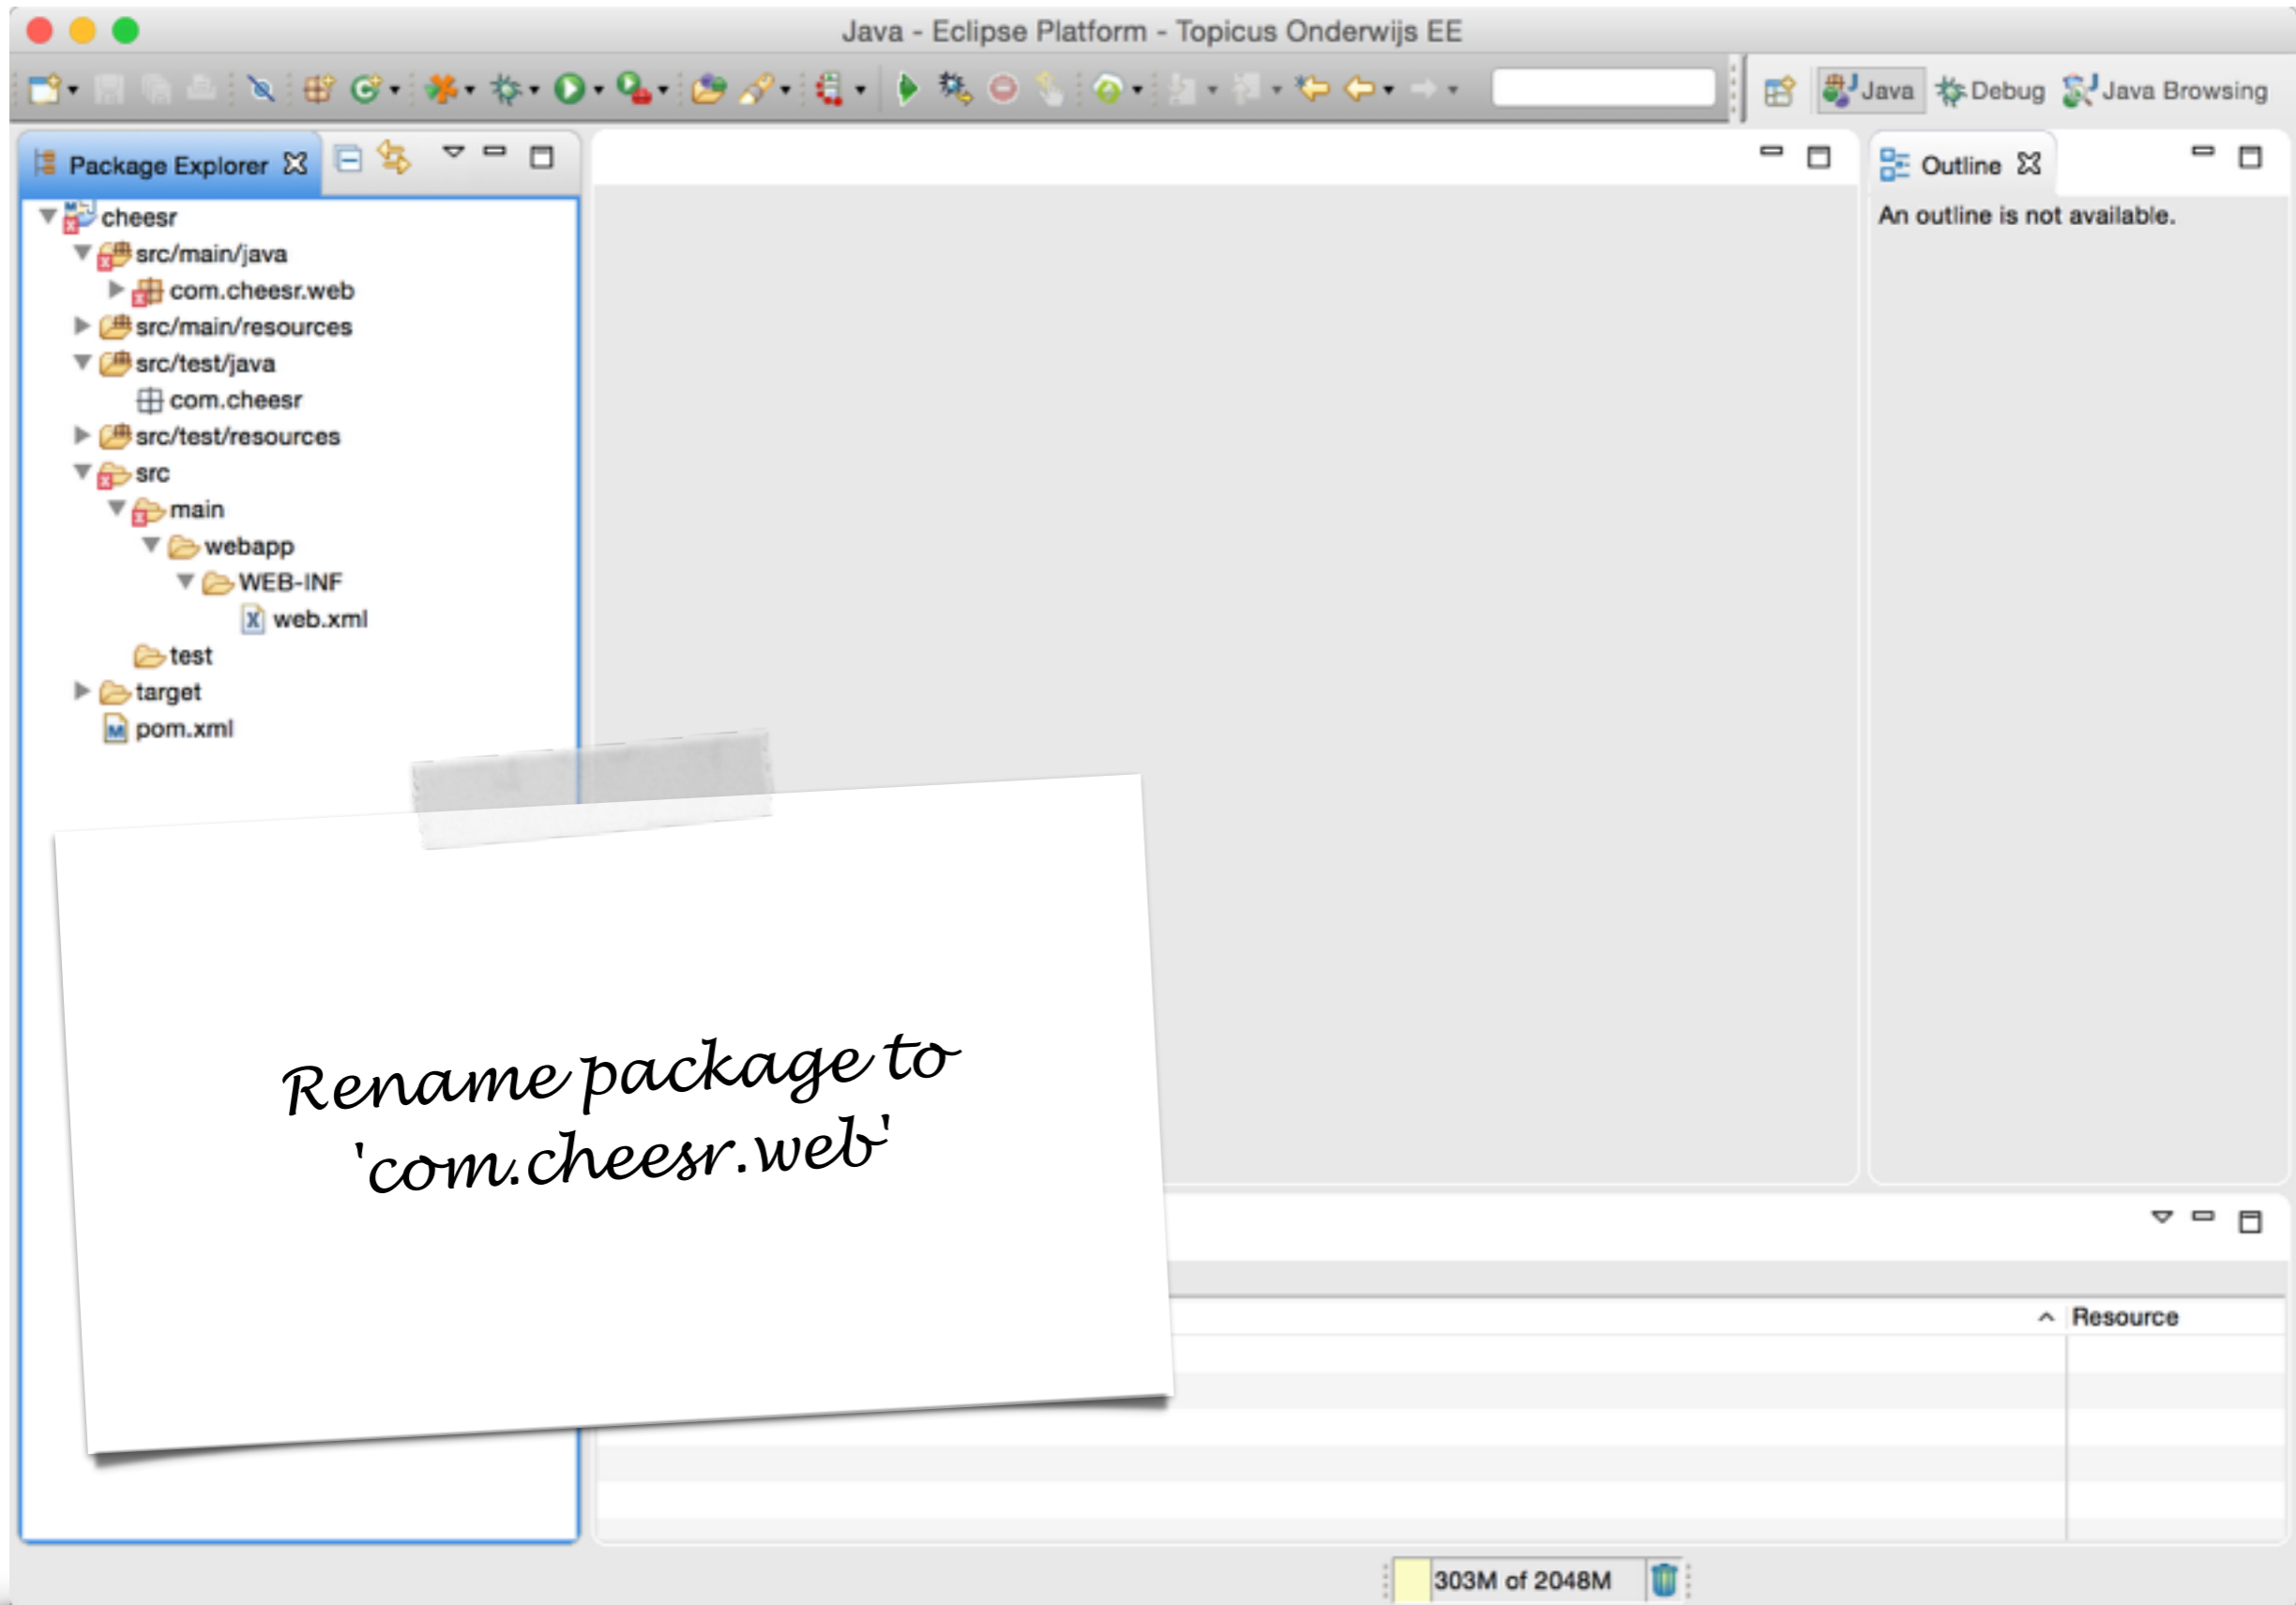 Java - Eclipse Platform - Topicus Onderwijs EE
Java Debug Java Browsing
Package Explorer
Outline
cheesr
An outline is not available.
src/main/java
com.cheesr.web
src/main/resources
src/test/java
com.cheesr
src/test/resources
src
main
webapp
WEB-INF
web.xml
test
target
pom.xml
Rename package to
'com.cheesr.web'
Resource
303M of 2048M